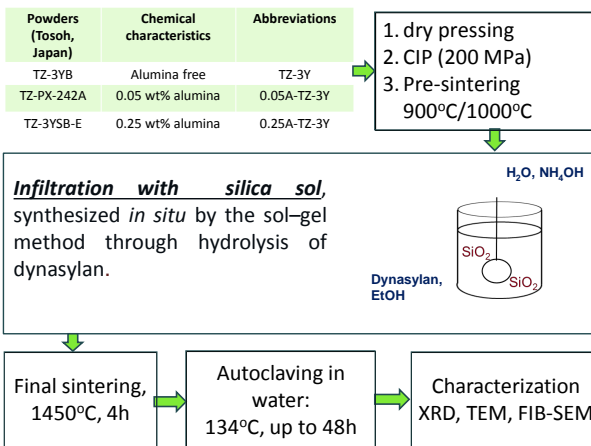 Powders Chemical Abbreviations
(Tosoh, characteristics
Japan)
TZ-3YB Alumina free TZ-3Y
TZ-PX-242A 0.05 wt% alumina 0.05A-TZ-3Y
TZ-3YSB-E 0.25 wt% alumina 0.25A-TZ-3Y
1. dry pressing
2. CIP (200 MPa)
3. Pre-sintering
900°C/1000°C
Infiltration with silica sol,
synthesized in situ by the sol–gel
method through hydrolysis of
dynasylan.
H₂O, NH₄OH
SiO₂
SiO₂
Dynasylan,
EtOH
Final sintering,
1450°C, 4h
Autoclaving in
water:
134°C, up to 48h
Characterization
XRD, TEM, FIB-SEM